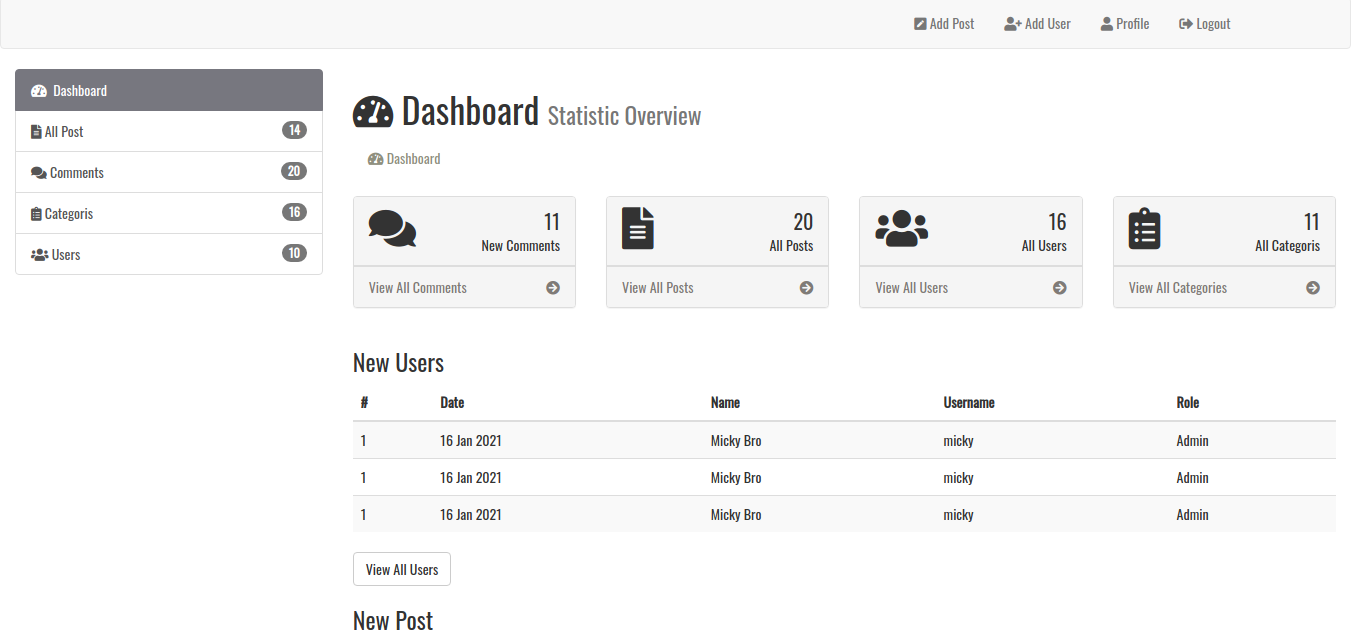 Add Post Add User Profile Logout
Dashboard
All Post 14
Comments 20
Categoris 16
Users 10
Dashboard Statistic Overview
Dashboard
11
New Comments
View All Comments
20
All Posts
View All Posts
16
All Users
View All Users
11
All Categoris
View All Categories
New Users
# Date Name Username Role
1 16 Jan 2021 Micky Bro micky Admin
1 16 Jan 2021 Micky Bro micky Admin
1 16 Jan 2021 Micky Bro micky Admin
View All Users
New Post